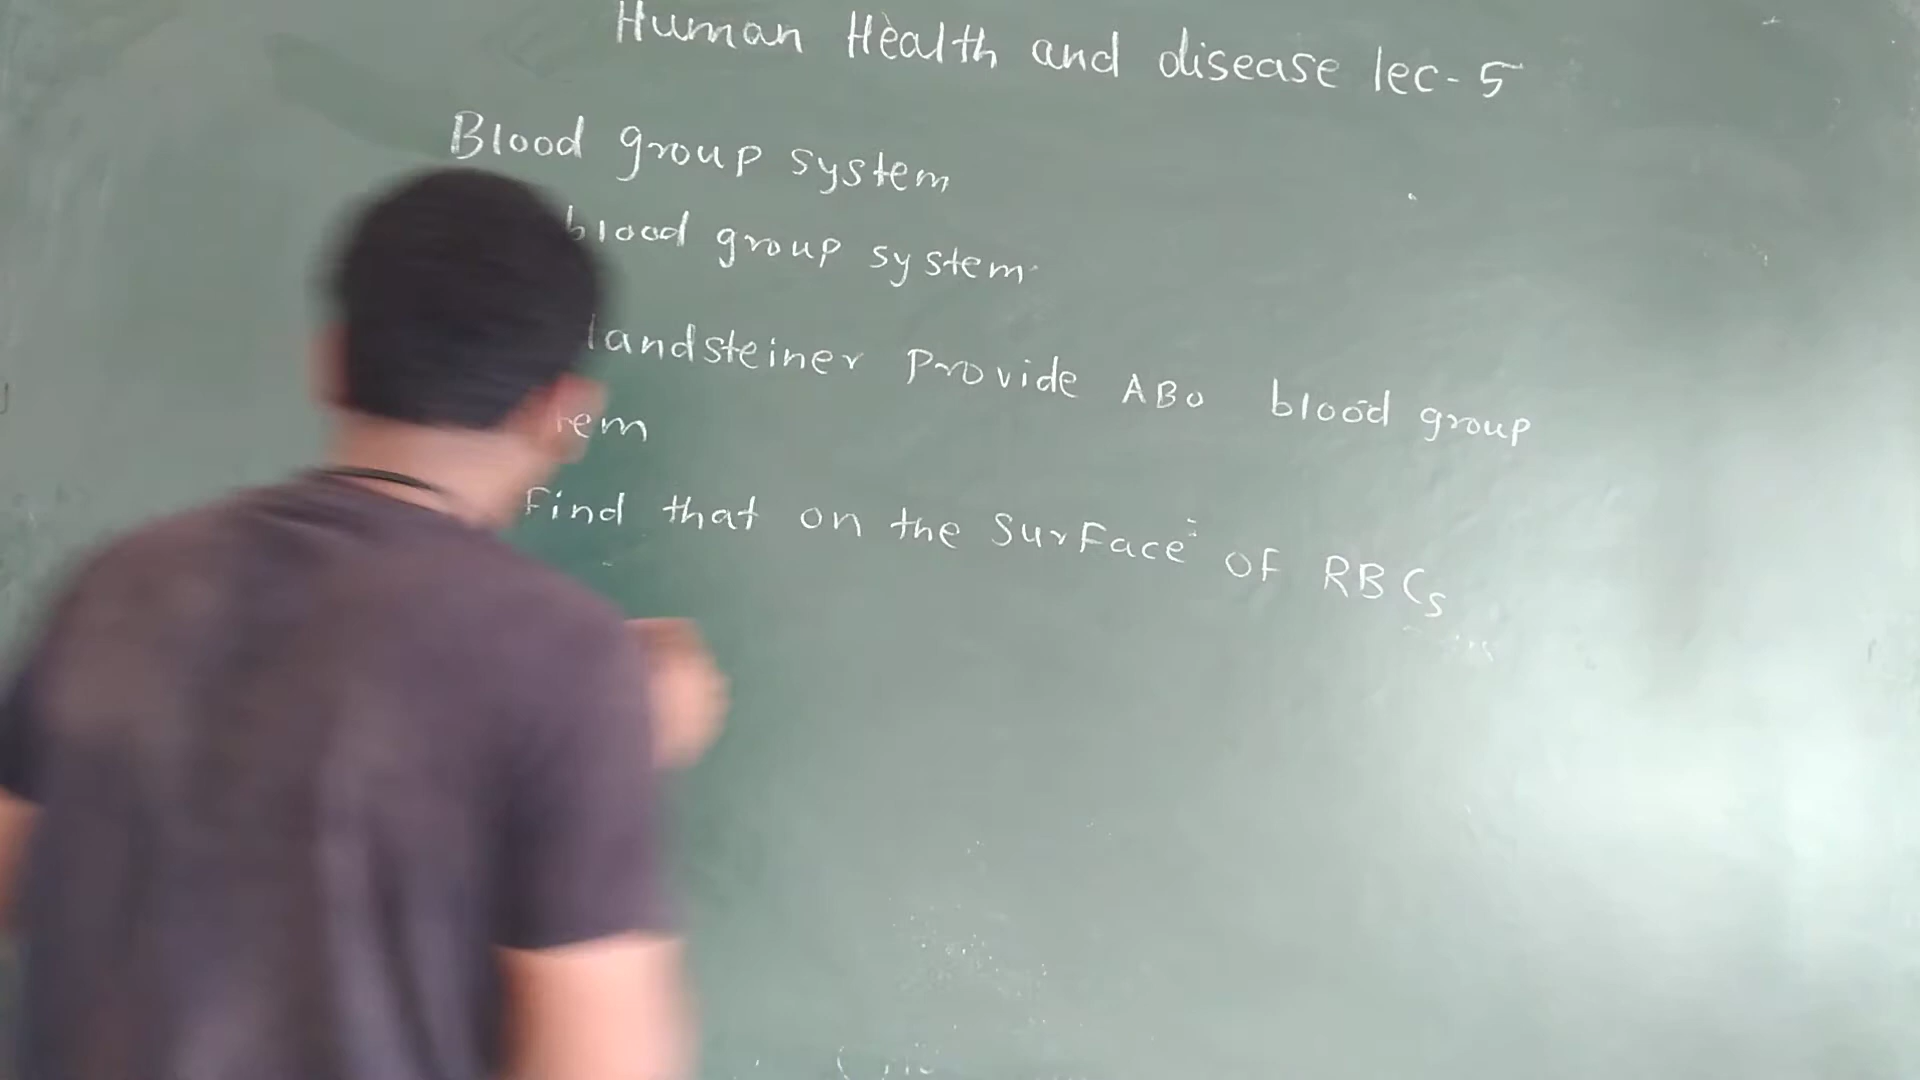 Human Health and disease lec-5
Blood group system
blood group system
landsteiner Provide ABO blood group
find that on the surface of RBCs